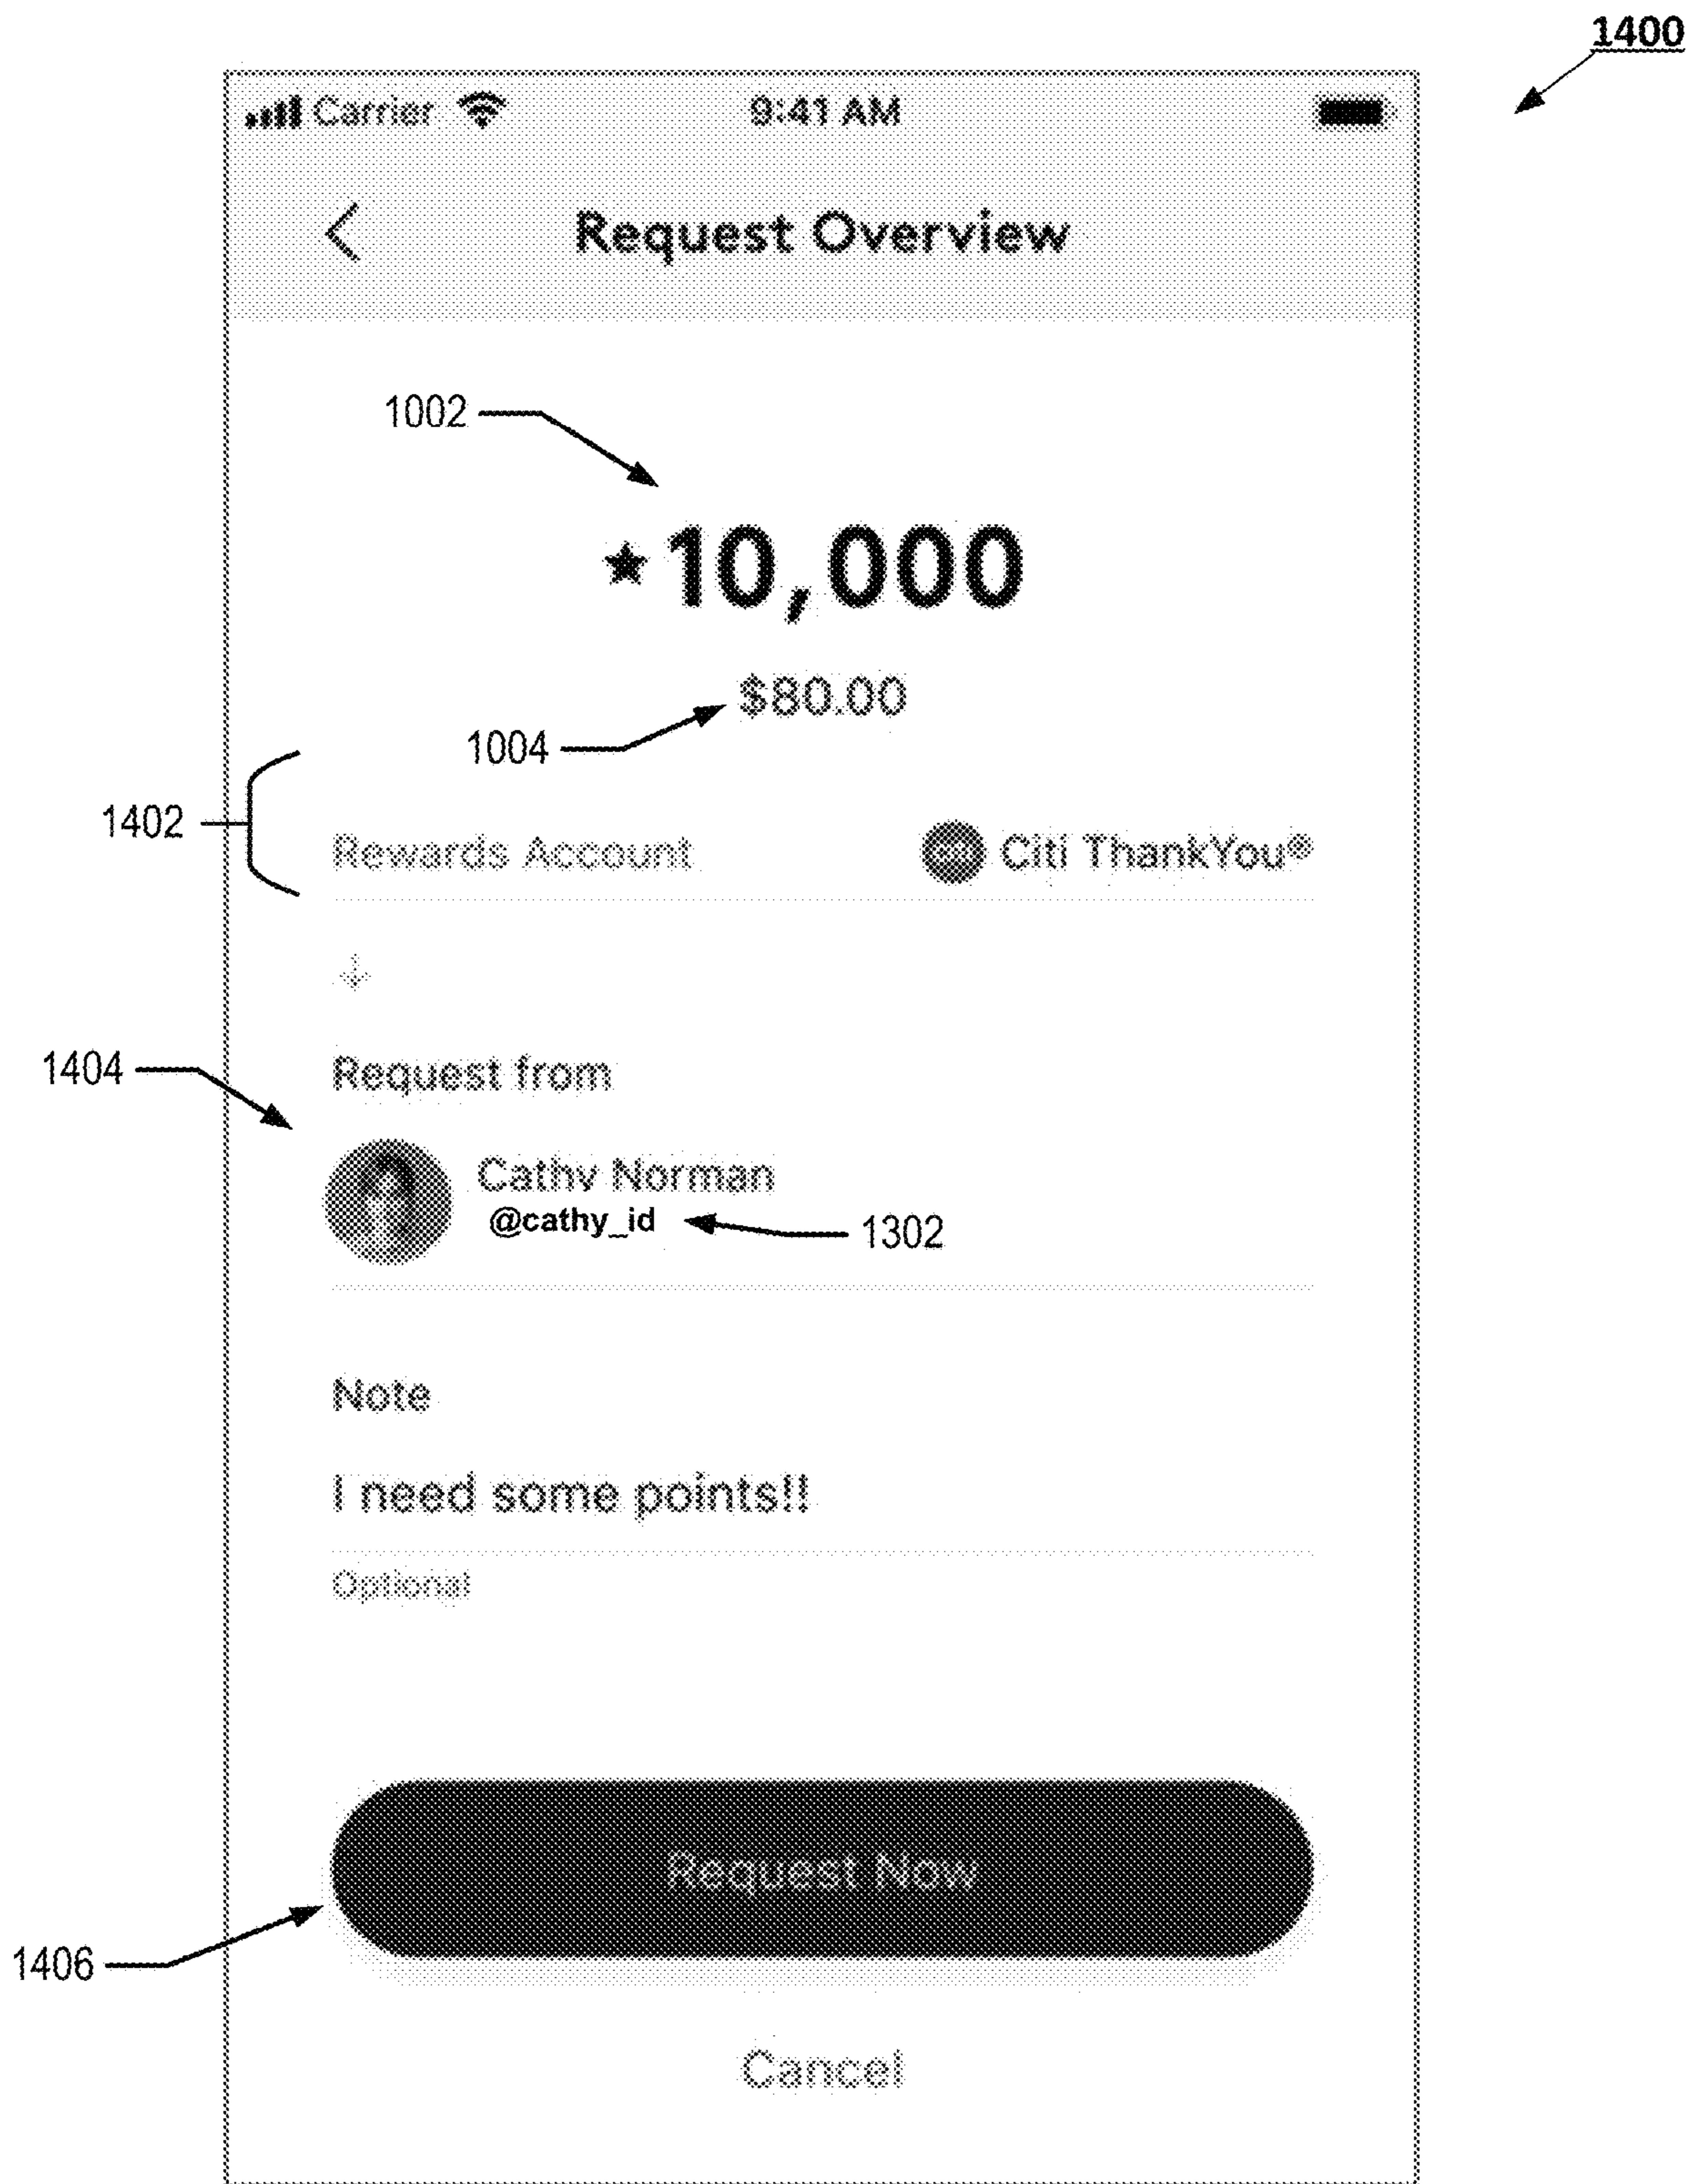 1400
Carrier 9:41 AM
Request Overview
1002
★10,000
$80.00
1004
1402
Rewards Account Citi ThankYou®
1404
Request from
Cathy Norman
@cathy_id
1302
Note
I need some points!!
Optional
Request Now
1406
Cancel